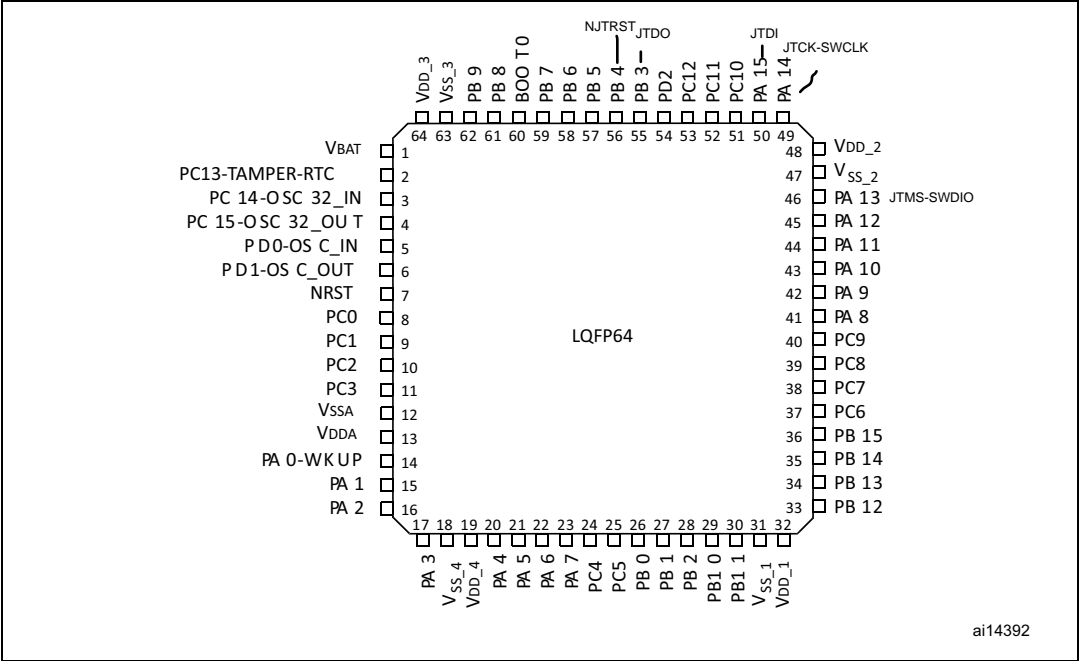 NJTRST
JTDO
JTDI
JTCK-SWCLK
VDD_3
VSS_3
PB 9
PB 8
BOO T0
PB 7
PB 6
PB 5
PB 4
PB 3
PD2
PC12
PC11
PC10
PA 15
PA 14
64 63 62 61 60 59 58 57 56 55 54 53 52 51 50 49
VBAT 1
PC13-TAMPER-RTC 2
PC 14-O SC 32_IN 3
PC 15-O SC 32_OU T 4
P D0-OS C_IN 5
P D1-OS C_OUT 6
NRST 7
PC0 8
PC1 9
PC2 10
PC3 11
VSSA 12
VDDA 13
PA 0-WK UP 14
PA 1 15
PA 2 16
LQFP64
48 VDD_2
47 VSS_2
46 PA 13 JTMS-SWDIO
45 PA 12
44 PA 11
43 PA 10
42 PA 9
41 PA 8
40 PC9
39 PC8
38 PC7
37 PC6
36 PB 15
35 PB 14
34 PB 13
33 PB 12
17 18 19 20 21 22 23 24 25 26 27 28 29 30 31 32
PA 3
VSS_4
VDD_4
PA 4
PA 5
PA 6
PA 7
PC4
PC5
PB 0
PB 1
PB 2
PB1 0
PB1 1
VSS_1
VDD_1
ai14392